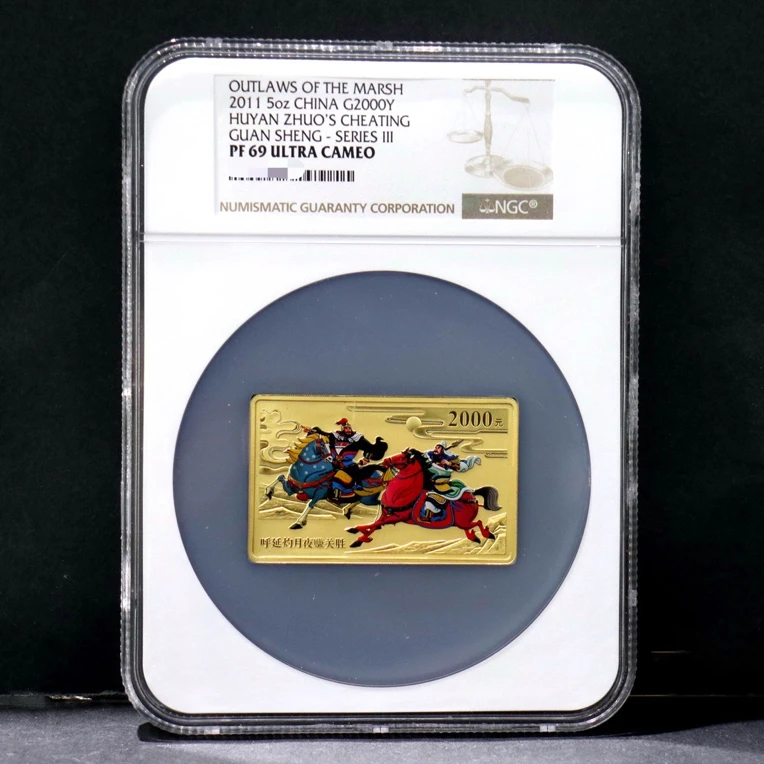 OUTLAWS OF THE MARSH
2011 5oz CHINA G2000Y
HUYAN ZHUO'S CHEATING
GUAN SHENG - SERIES III
PF 69 ULTRA CAMEO
NUMISMATIC GUARANTY CORPORATION
NGC®
2000元
呼延灼月夜赚关胜